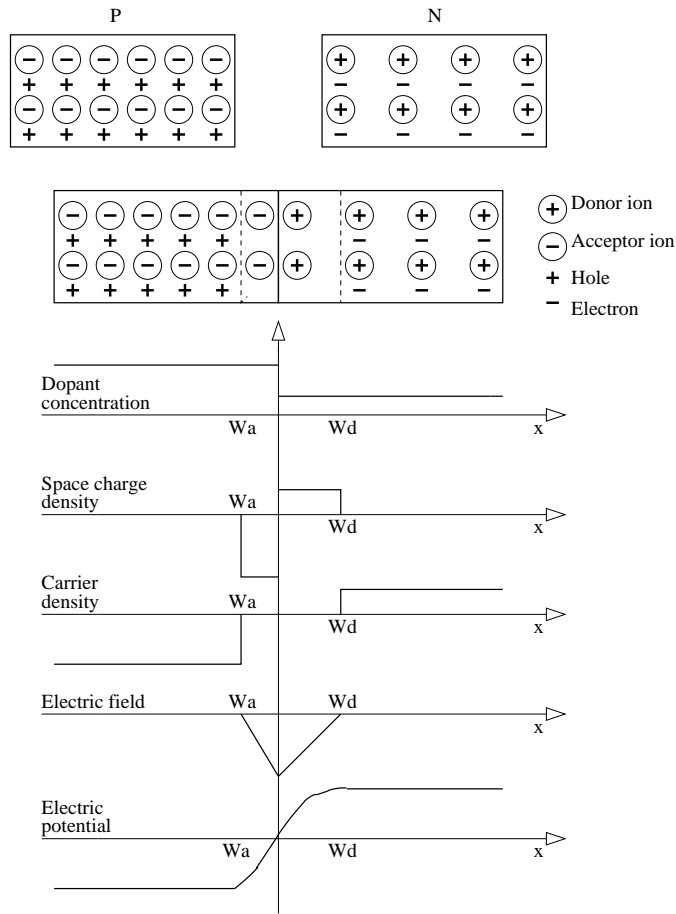 P
N
Donor ion
Acceptor ion
Hole
Electron
Dopant
concentration
Wa
Wd
x
Space charge
density
Wa
Wd
x
Carrier
density
Wa
Wd
x
Electric field
Wa
Wd
x
Electric
potential
Wa
Wd
x